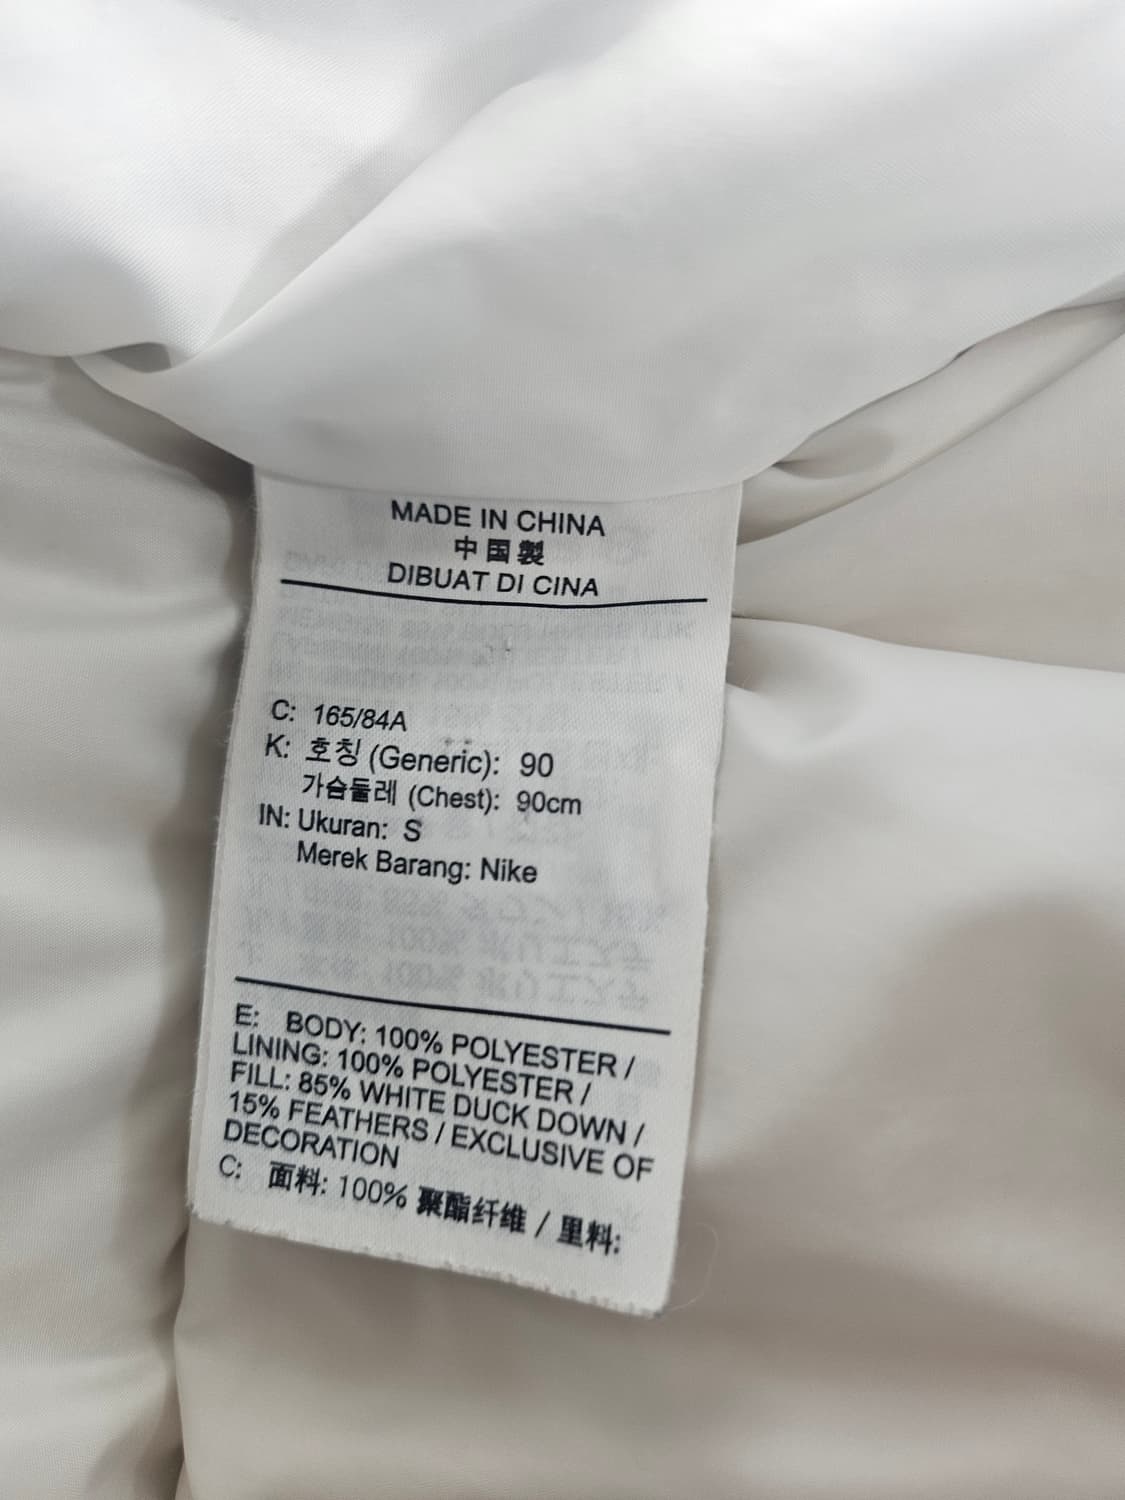 MADE IN CHINA
中国製
DIBUAT DI CINA
C: 165/84A
K: 호칭 (Generic): 90
가슴둘레 (Chest): 90cm
IN: Ukuran: S
Merek Barang: Nike
E: BODY: 100% POLYESTER /
LINING: 100% POLYESTER /
FILL: 85% WHITE DUCK DOWN /
15% FEATHERS / EXCLUSIVE OF
DECORATION
C: 面料: 100% 聚酯纤维 / 里料: